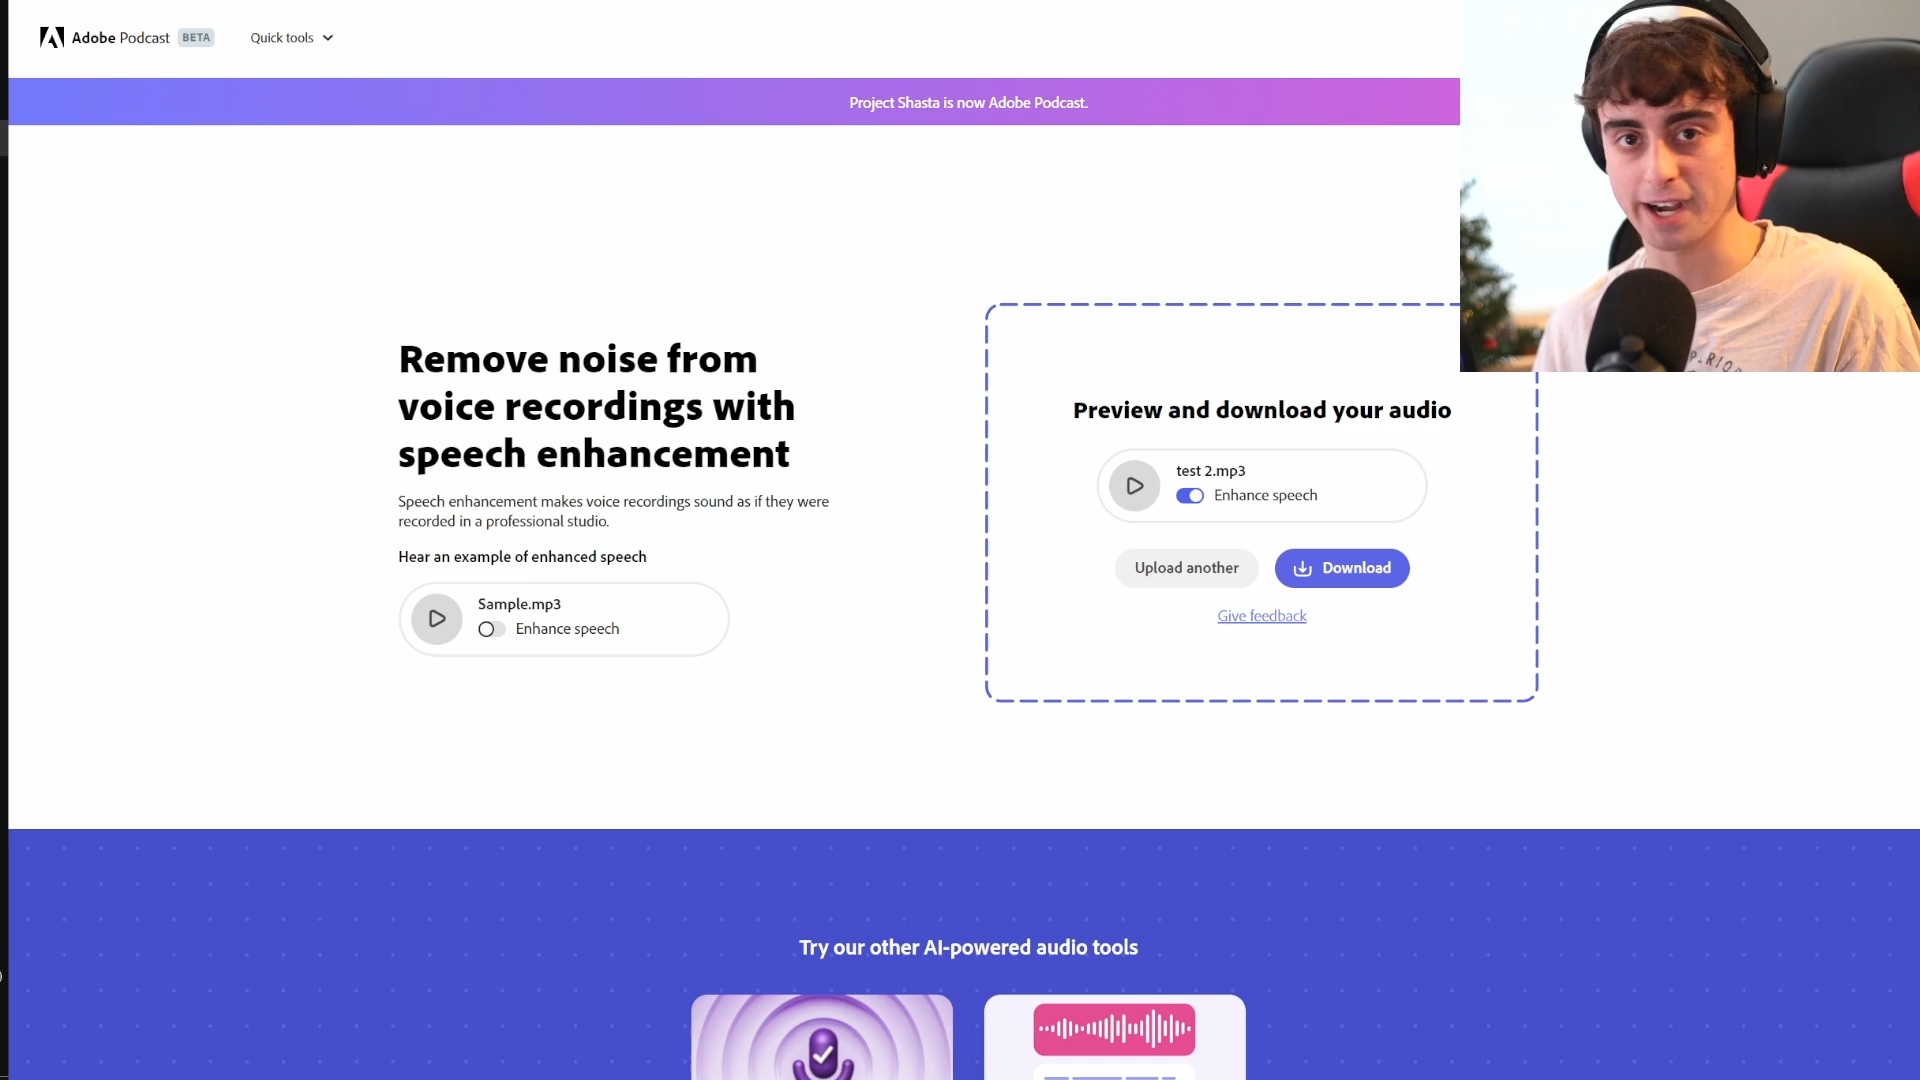 Adobe Podcast BETA
Quick tools
Project Shasta is now Adobe Podcast.
Remove noise from
voice recordings with
speech enhancement
Speech enhancement makes voice recordings sound as if they were
recorded in a professional studio.
Hear an example of enhanced speech
Sample.mp3
Enhance speech
Preview and download your audio
test 2.mp3
Enhance speech
Upload another
Download
Give feedback
Try our other AI-powered audio tools